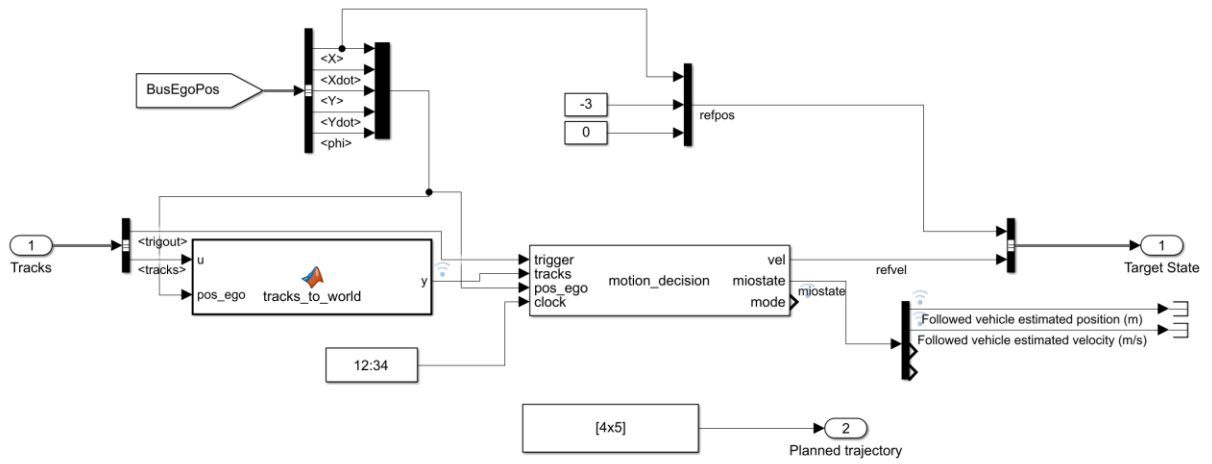 <X>
BusEgoPos
<Xdot>
<Y>
<Ydot>
<phi>
-3
0
refpos
1
Tracks
<trigout>
<tracks>
u
pos_ego
tracks_to_world
y
trigger
tracks
pos_ego
clock
motion_decision
vel
miostate
mode
refvel
miostate
1
Target State
Followed vehicle estimated position (m)
Followed vehicle estimated velocity (m/s)
12:34
[4x5]
2
Planned trajectory